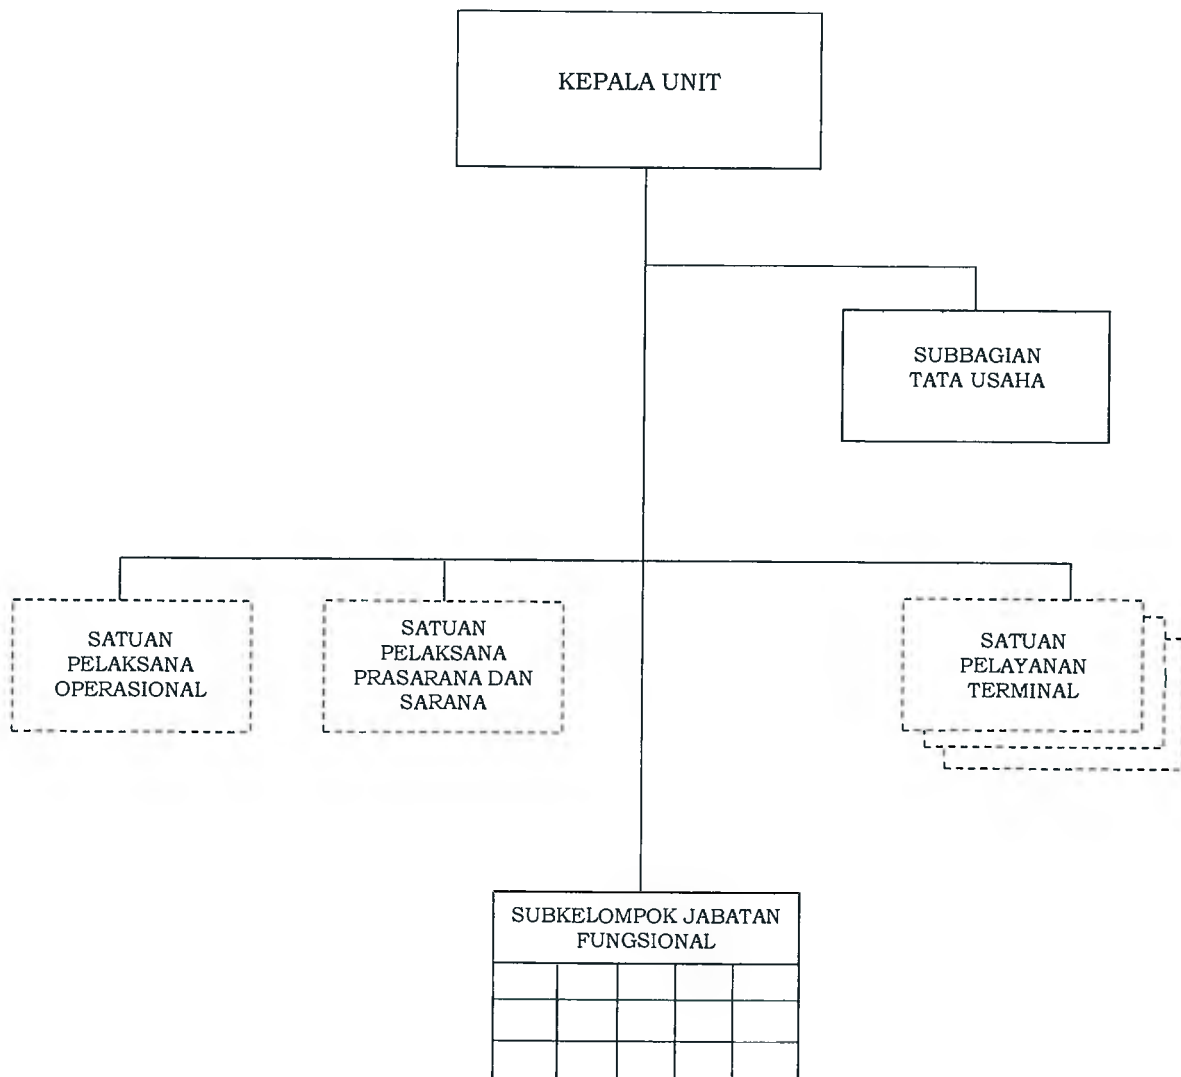 KEPALA UNIT
SUBBAGIAN
TATA USAHA
SATUAN
PELAKSANA
OPERASIONAL
SATUAN
PELAKSANA
PRASARANA DAN
SARANA
SATUAN
PELAYANAN
TERMINAL
SUBKELOMPOK JABATAN
FUNGSIONAL